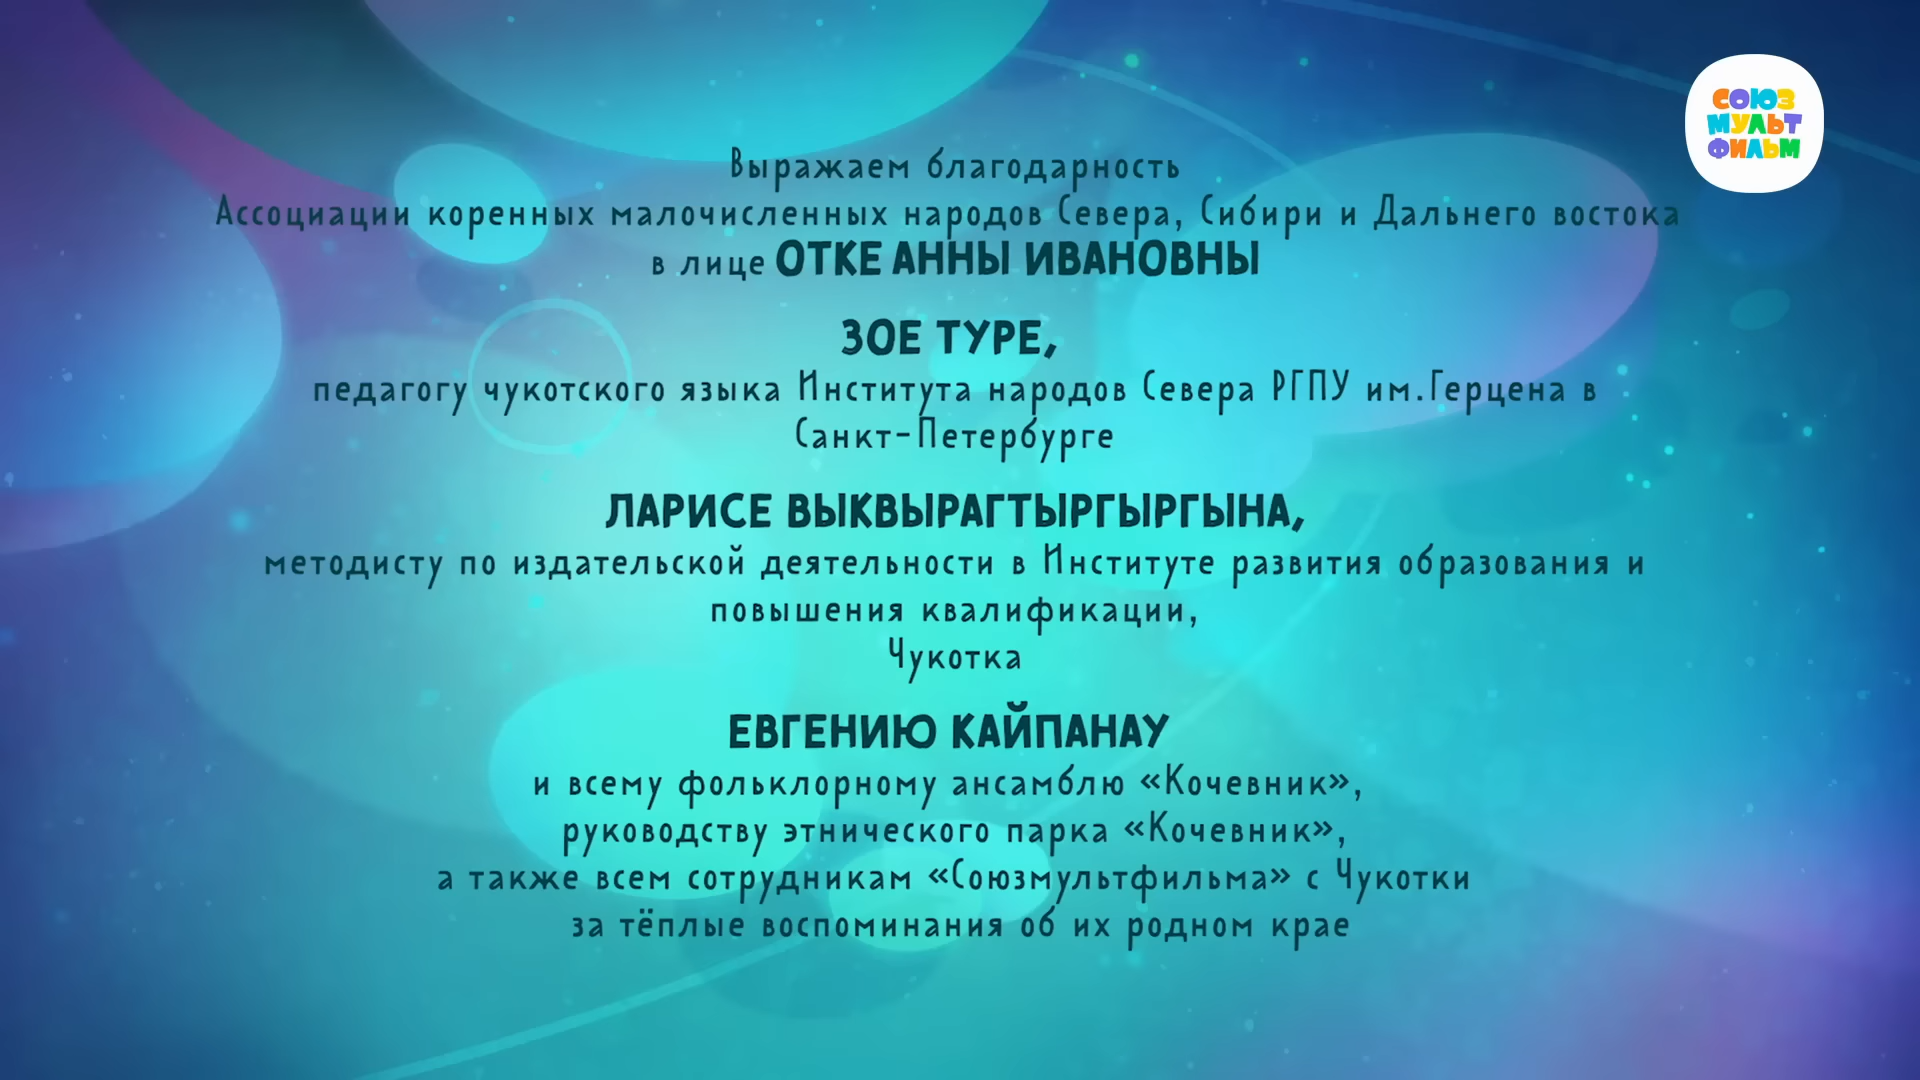 СОЮЗ
МУЛЬТ
ФИЛЬМ
Выражаем благодарность
Ассоциации коренных малочисленных народов Севера, Сибири и Дальнего востока
в лице ОТКЕ АННЫ ИВАНОВНЫ
ЗОЕ ТУРЕ,
педагогу чукотского языка Института народов Севера РГПУ им.Герцена в
Санкт-Петербурге
ЛАРИСЕ ВЫКВЫРАГТЫРГЫРГЫНА,
методисту по издательской деятельности в Институте развития образования и
повышения квалификации,
Чукотка
ЕВГЕНИЮ КАЙПАНАУ
и всему фольклорному ансамблю «Кочевник»,
руководству этнического парка «Кочевник»,
а также всем сотрудникам «Союзмультфильма» с Чукотки
за тёплые воспоминания об их родном крае